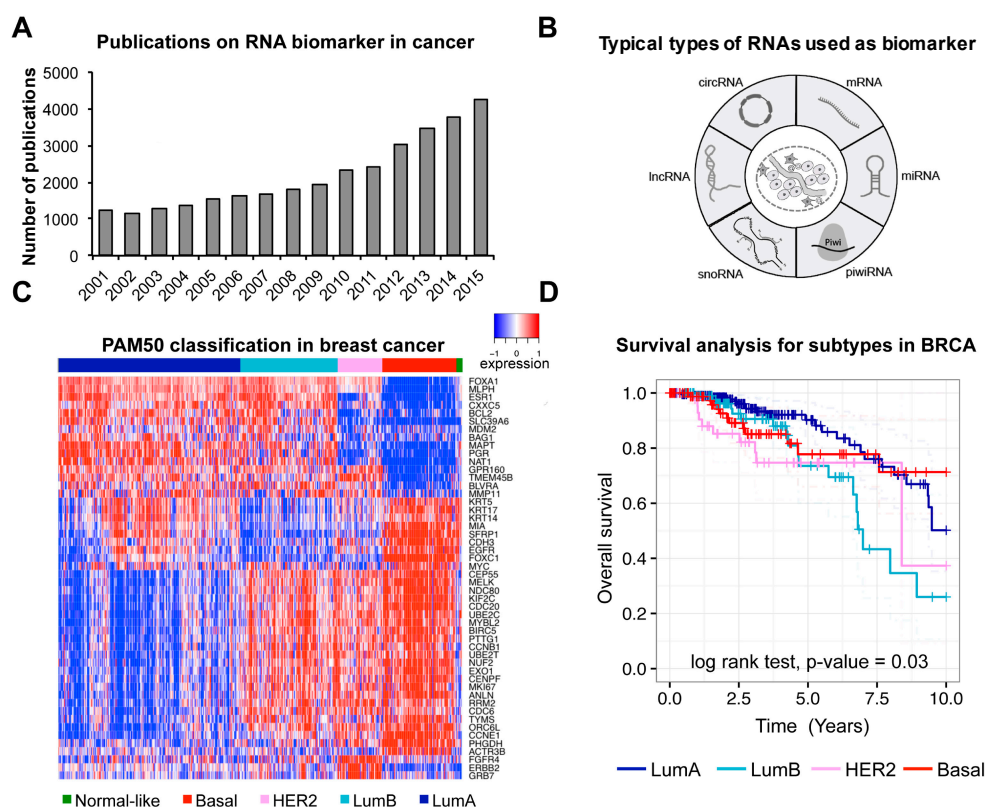 A
Publications on RNA biomarker in cancer
Number of publications
5000
4000
3000
2000
1000
0
2001
2002
2003
2004
2005
2006
2007
2008
2009
2010
2011
2012
2013
2014
2015
B
Typical types of RNAs used as biomarker
circRNA
mRNA
lncRNA
miRNA
Piwi
snoRNA
piwiRNA
C
PAM50 classification in breast cancer
−1 0 1
expression
FOXA1
MLPH
ESR1
CXXC5
BCL2
SLC39A6
MDM2
BAG1
MAPT
PGR
NAT1
GPR160
TMEM45B
BLVRA
MMP11
KRT5
KRT17
KRT14
MIA
SFRP1
CDH3
EGFR
FOXC1
MYC
CEP55
MELK
NDC80
KIF2C
CDC20
UBE2C
MYBL2
BIRC5
PTTG1
CCNB1
UBE2T
NUF2
EXO1
CENPF
MKI67
ANLN
RRM2
CDC6
TYMS
ORC6L
CCNE1
PHGDH
ACTR3B
FGFR4
ERBB2
GRB7
Normal-like Basal HER2 LumB LumA
D
Survival analysis for subtypes in BRCA
Overall survival
1.0
0.8
0.6
0.4
0.2
0.0
log rank test, p-value = 0.03
0.0 2.5 5.0 7.5 10.0
Time (Years)
LumA LumB HER2 Basal